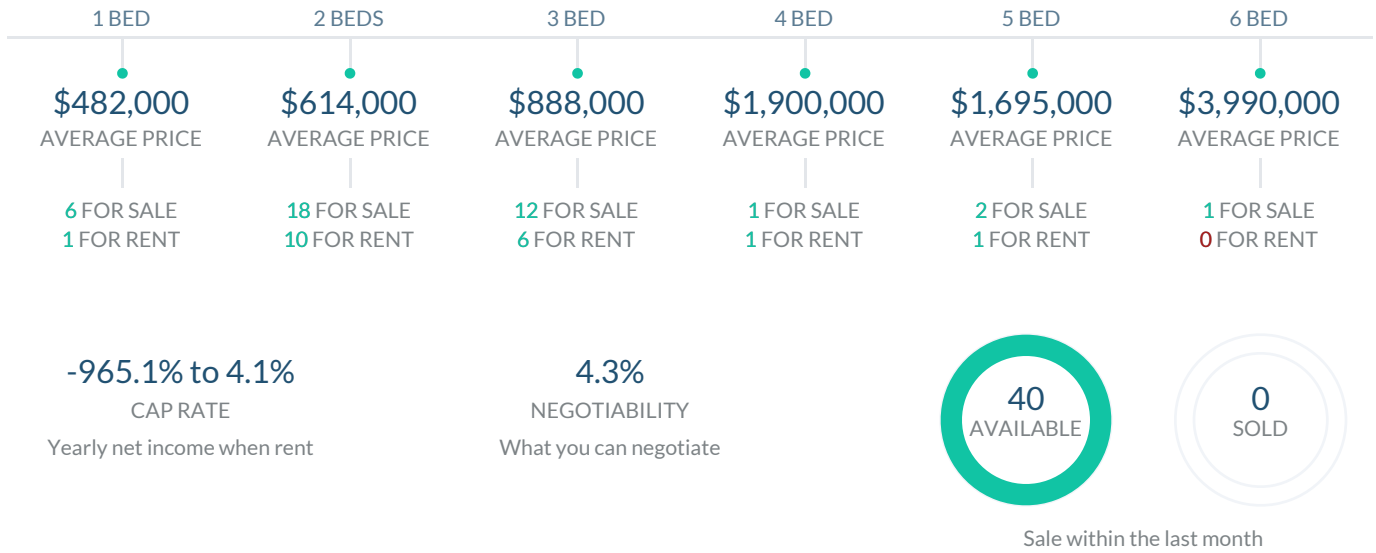 1 BED
2 BEDS
3 BED
4 BED
5 BED
6 BED
$482,000
$614,000
$888,000
$1,900,000
$1,695,000
$3,990,000
AVERAGE PRICE
AVERAGE PRICE
AVERAGE PRICE
AVERAGE PRICE
AVERAGE PRICE
AVERAGE PRICE
6 FOR SALE
18 FOR SALE
12 FOR SALE
1 FOR SALE
2 FOR SALE
1 FOR SALE
1 FOR RENT
10 FOR RENT
6 FOR RENT
1 FOR RENT
1 FOR RENT
0 FOR RENT
-965.1% to 4.1%
CAP RATE
Yearly net income when rent
4.3%
NEGOTIABILITY
What you can negotiate
40
AVAILABLE
0
SOLD
Sale within the last month